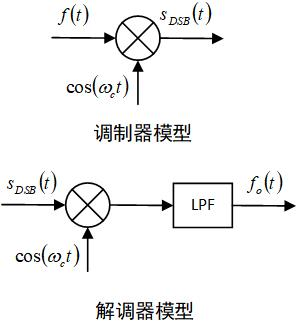 f(t) s_DSB(t)
cos(ω_c t)
调制器模型
s_DSB(t) LPF f_o(t)
cos(ω_c t)
解调器模型